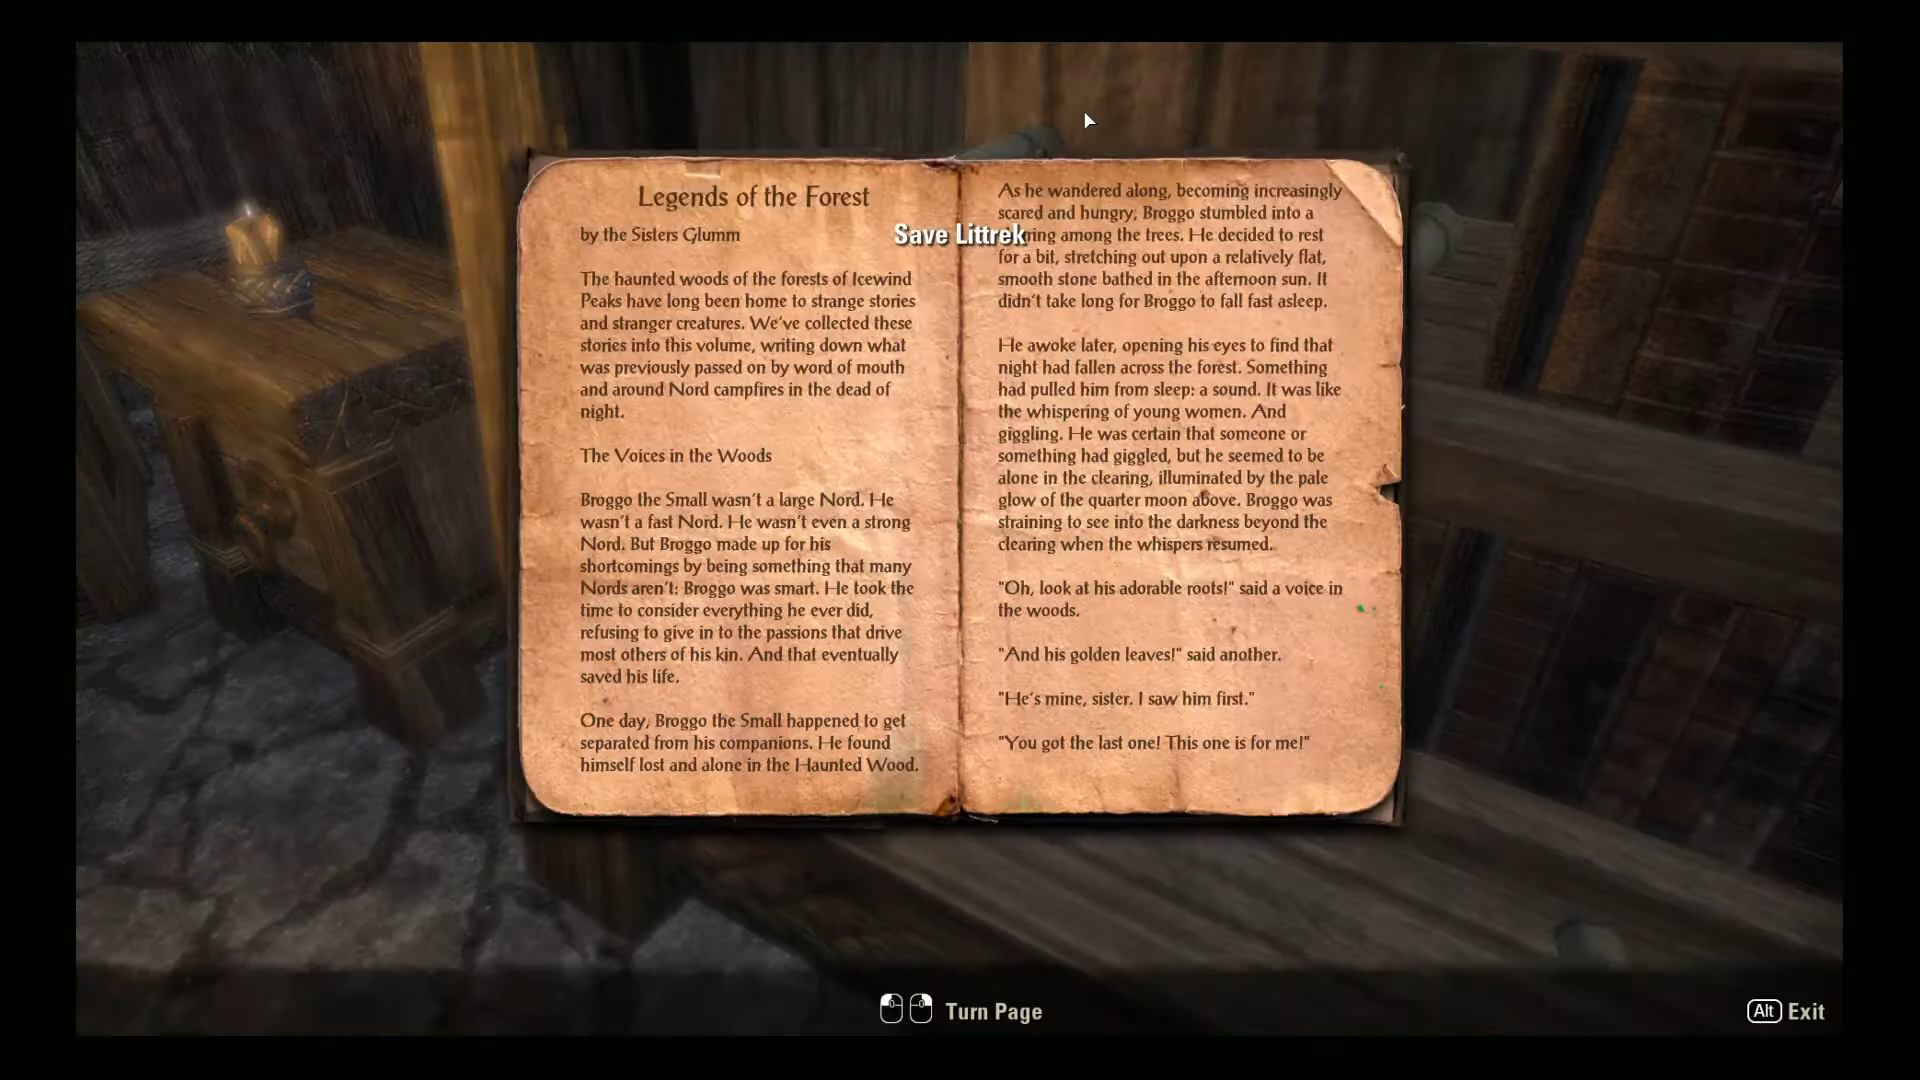 Legends of the Forest
by the Sisters Glumm
The haunted woods of the forests of Icewind
Peaks have long been home to strange stories
and stranger creatures. We've collected these
stories into this volume, writing down what
was previously passed on by word of mouth
and around Nord campfires in the dead of
night.
The Voices in the Woods
Broggo the Small wasn't a large Nord. He
wasn't a fast Nord. He wasn't even a strong
Nord. But Broggo made up for his
shortcomings by being something that many
Nords aren't: Broggo was smart. He took the
time to consider everything he ever did,
refusing to give in to the passions that drive
most others of his kin. And that eventually
saved his life.
One day, Broggo the Small happened to get
separated from his companions. He found
himself lost and alone in the Haunted Wood.
As he wandered along, becoming increasingly
scared and hungry, Broggo stumbled into a
among the trees. He decided to rest
for a bit, stretching out upon a relatively flat,
smooth stone bathed in the afternoon sun. It
didn't take long for Broggo to fall fast asleep.
He awoke later, opening his eyes to find that
night had fallen across the forest. Something
had pulled him from sleep: a sound. It was like
the whispering of young women. And
giggling. He was certain that someone or
something had giggled, but he seemed to be
alone in the clearing, illuminated by the pale
glow of the quarter moon above. Broggo was
straining to see into the darkness beyond the
clearing when the whispers resumed.
"Oh, look at his adorable roots!" said a voice in
the woods.
"And his golden leaves!" said another.
"He's mine, sister. I saw him first."
"You got the last one! This one is for me!"
Save Littrek
Turn Page
Alt Exit